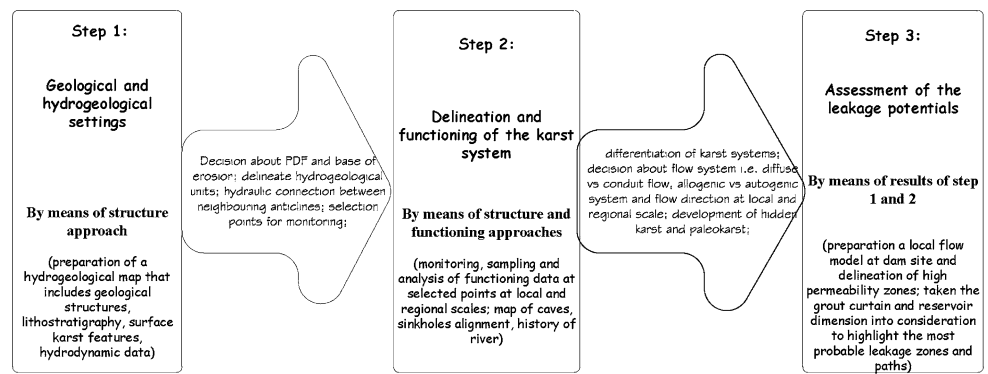 Step 1:
Geological and
hydrogeological
settings
By means of structure
approach
(preparation of a
hydrogeological map that
includes geological
structures,
lithostratigraphy, surface
karst features,
hydrodynamic data)
Decision about PDF and base of
erosion; delineate hydrogeological
units; hydraulic connection between
neighbouring anticlines; selection
points for monitoring;
Step 2:
Delineation and
functioning of the karst
system
By means of structure and
functioning approaches
(monitoring, sampling and
analysis of functioning data at
selected points at local and
regional scales; map of caves,
sinkholes alignment, history of
river)
differentiation of karst systems;
decision about flow system i.e. diffuse
vs conduit flow, allogenic vs autogenic
system and flow direction at local and
regional scale; development of hidden
karst and paleokarst;
Step 3:
Assessment of the
leakage potentials
By means of results of step
1 and 2
(preparation a local flow
model at dam site and
delineation of high
permeability zones; taken the
grout curtain and reservoir
dimension into consideration
to highlight the most
probable leakage zones and
paths)